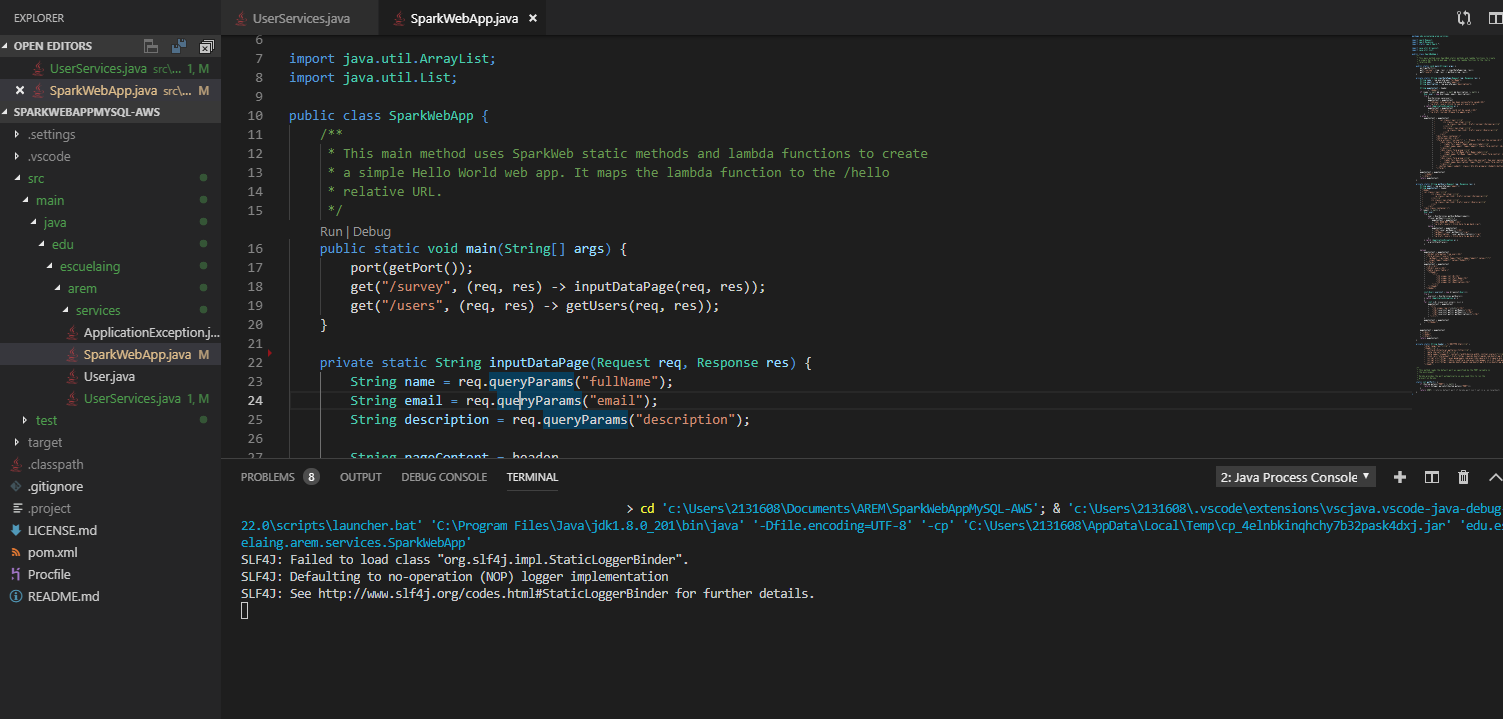 EXPLORER
OPEN EDITORS
UserServices.java src\... 1, M
SparkWebApp.java src\... M
SPARKWEBAPPMYSQL-AWS
.settings
.vscode
src
main
java
edu
escuelaing
arem
services
ApplicationException.j...
SparkWebApp.java M
User.java
UserServices.java 1, M
test
target
.classpath
.gitignore
.project
LICENSE.md
pom.xml
Procfile
README.md
UserServices.java
SparkWebApp.java
6
7 import java.util.ArrayList;
8 import java.util.List;
9
10 public class SparkWebApp {
11 /**
12 * This main method uses SparkWeb static methods and lambda functions to create
13 * a simple Hello World web app. It maps the lambda function to the /hello
14 * relative URL.
15 */
Run | Debug
16 public static void main(String[] args) {
17 port(getPort());
18 get("/survey", (req, res) -> inputDataPage(req, res));
19 get("/users", (req, res) -> getUsers(req, res));
20 }
21
22 private static String inputDataPage(Request req, Response res) {
23 String name = req.queryParams("fullName");
24 String email = req.queryParams("email");
25 String description = req.queryParams("description");
26
27 String pageContent = header
PROBLEMS 8 OUTPUT DEBUG CONSOLE TERMINAL 2: Java Process Console
> cd 'c:\Users\2131608\Documents\AREM\SparkWebAppMySQL-AWS'; & 'c:\Users\2131608\.vscode\extensions\vscjava.vscode-java-debug-
22.0\scripts\launcher.bat' 'C:\Program Files\Java\jdk1.8.0_201\bin\java' '-Dfile.encoding=UTF-8' '-cp' 'C:\Users\2131608\AppData\Local\Temp\cp_4elnbkinqhchy7b32pask4dxj.jar' 'edu.es
elaing.arem.services.SparkWebApp'
SLF4J: Failed to load class "org.slf4j.impl.StaticLoggerBinder".
SLF4J: Defaulting to no-operation (NOP) logger implementation
SLF4J: See http://www.slf4j.org/codes.html#StaticLoggerBinder for further details.